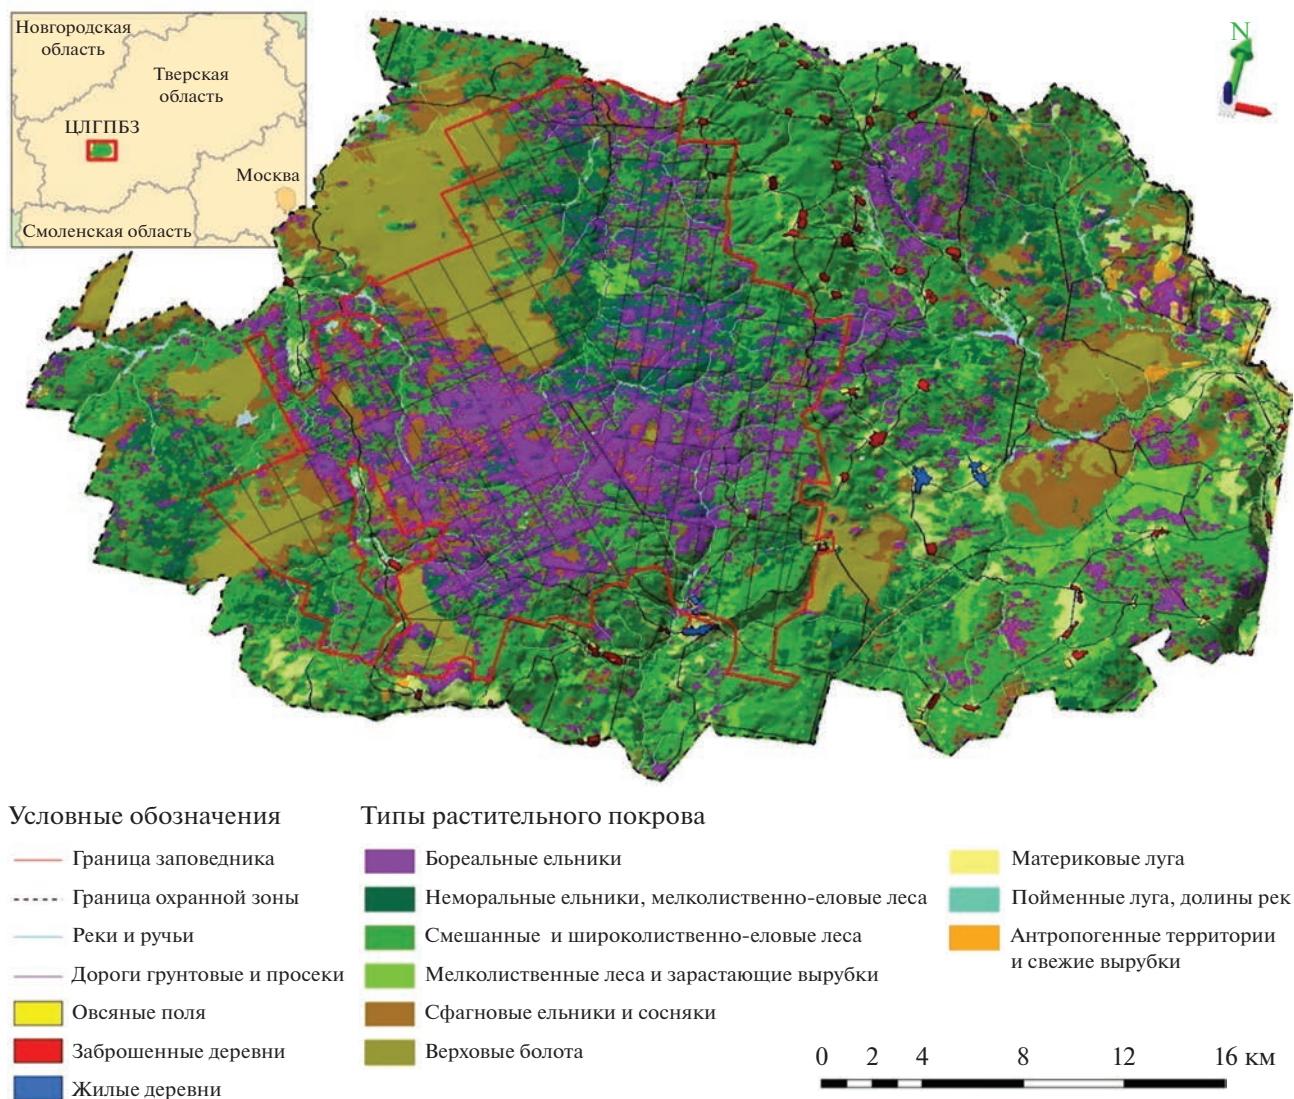 Новгородская
область
Тверская
область
ЦЛГПБЗ
Москва
Смоленская область
N
Условные обозначения
Граница заповедника
Граница охранной зоны
Реки и ручьи
Дороги грунтовые и просеки
Овсяные поля
Заброшенные деревни
Жилые деревни
Типы растительного покрова
Бореальные ельники
Неморальные ельники, мелколиственно-еловые леса
Смешанные и широколиственно-еловые леса
Мелколиственные леса и зарастающие вырубки
Сфагновые ельники и сосняки
Верховые болота
Материковые луга
Пойменные луга, долины рек
Антропогенные территории
и свежие вырубки
0 2 4 8 12 16 км